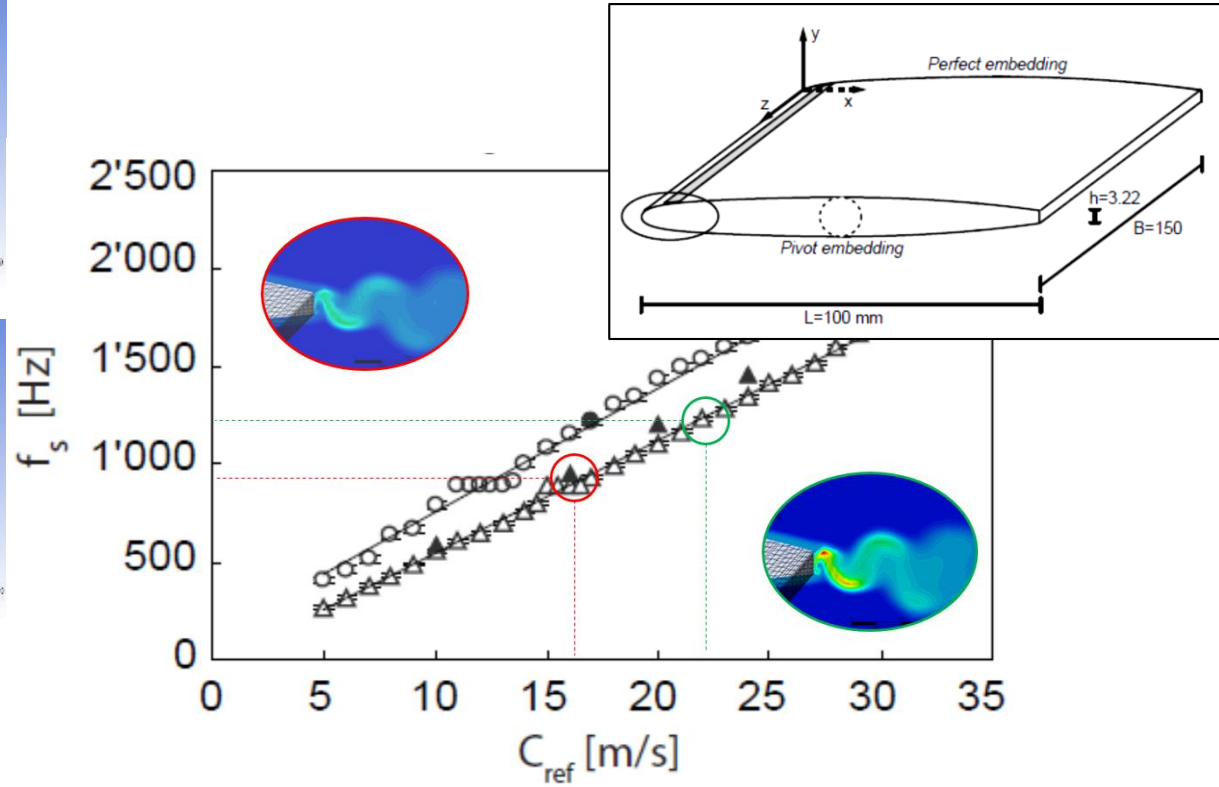 y
Perfect embedding
z
x
h=3.22
B=150
Pivot embedding
L=100 mm
2'500
2'000
1'500
1'000
500
0
f_s [Hz]
0 5 10 15 20 25 30 35
C_ref [m/s]